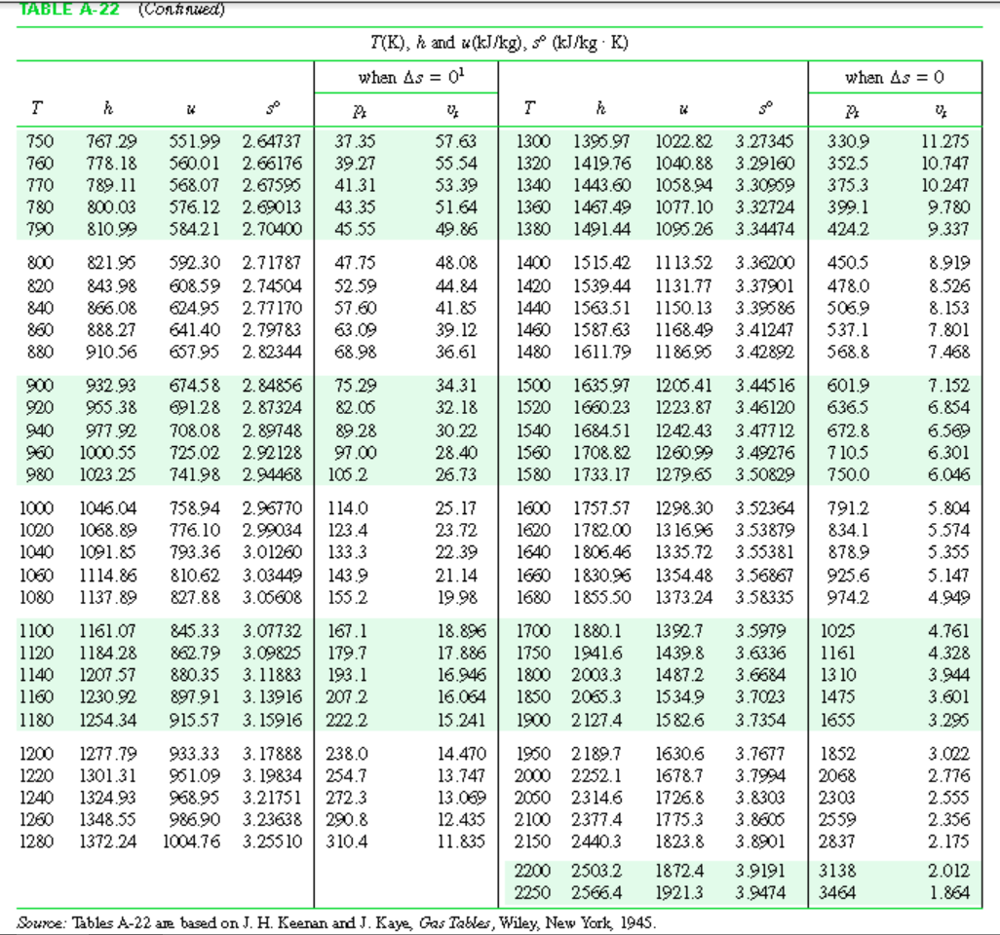 TABLE A-22 (Continued)
T(K), h and u(kJ/kg), s° (kJ/kg · K)
when Δs = 0¹ when Δs = 0
T h u s° pᵣ vᵣ T h u s° pᵣ vᵣ
750 767.29 551.99 2.64737 37.35 57.63 1300 1395.97 1022.82 3.27345 330.9 11.275
760 778.18 560.01 2.66176 39.27 55.54 1320 1419.76 1040.88 3.29160 352.5 10.747
770 789.11 568.07 2.67595 41.31 53.39 1340 1443.60 1058.94 3.30959 375.3 10.247
780 800.03 576.12 2.69013 43.35 51.64 1360 1467.49 1077.10 3.32724 399.1 9.780
790 810.99 584.21 2.70400 45.55 49.86 1380 1491.44 1095.26 3.34474 424.2 9.337
800 821.95 592.30 2.71787 47.75 48.08 1400 1515.42 1113.52 3.36200 450.5 8.919
820 843.98 608.59 2.74504 52.59 44.84 1420 1539.44 1131.77 3.37901 478.0 8.526
840 866.08 624.95 2.77170 57.60 41.85 1440 1563.51 1150.13 3.39586 506.9 8.153
860 888.27 641.40 2.79783 63.09 39.12 1460 1587.63 1168.49 3.41247 537.1 7.801
880 910.56 657.95 2.82344 68.98 36.61 1480 1611.79 1186.95 3.42892 568.8 7.468
900 932.93 674.58 2.84856 75.29 34.31 1500 1635.97 1205.41 3.44516 601.9 7.152
920 955.38 691.28 2.87324 82.05 32.18 1520 1660.23 1223.87 3.46120 636.5 6.854
940 977.92 708.08 2.89748 89.28 30.22 1540 1684.51 1242.43 3.47712 672.8 6.569
960 1000.55 725.02 2.92128 97.00 28.40 1560 1708.82 1260.99 3.49276 710.5 6.301
980 1023.25 741.98 2.94468 105.2 26.73 1580 1733.17 1279.65 3.50829 750.0 6.046
1000 1046.04 758.94 2.96770 114.0 25.17 1600 1757.57 1298.30 3.52364 791.2 5.804
1020 1068.89 776.10 2.99034 123.4 23.72 1620 1782.00 1316.96 3.53879 834.1 5.574
1040 1091.85 793.36 3.01260 133.3 22.39 1640 1806.46 1335.72 3.55381 878.9 5.355
1060 1114.86 810.62 3.03449 143.9 21.14 1660 1830.96 1354.48 3.56867 925.6 5.147
1080 1137.89 827.88 3.05608 155.2 19.98 1680 1855.50 1373.24 3.58335 974.2 4.949
1100 1161.07 845.33 3.07732 167.1 18.896 1700 1880.1 1392.7 3.5979 1025 4.761
1120 1184.28 862.79 3.09825 179.7 17.886 1750 1941.6 1439.8 3.6336 1161 4.328
1140 1207.57 880.35 3.11883 193.1 16.946 1800 2003.3 1487.2 3.6684 1310 3.944
1160 1230.92 897.91 3.13916 207.2 16.064 1850 2065.3 1534.9 3.7023 1475 3.601
1180 1254.34 915.57 3.15916 222.2 15.241 1900 2127.4 1582.6 3.7354 1655 3.295
1200 1277.79 933.33 3.17888 238.0 14.470 1950 2189.7 1630.6 3.7677 1852 3.022
1220 1301.31 951.09 3.19834 254.7 13.747 2000 2252.1 1678.7 3.7994 2068 2.776
1240 1324.93 968.95 3.21751 272.3 13.069 2050 2314.6 1726.8 3.8303 2303 2.555
1260 1348.55 986.90 3.23638 290.8 12.435 2100 2377.4 1775.3 3.8605 2559 2.356
1280 1372.24 1004.76 3.25510 310.4 11.835 2150 2440.3 1823.8 3.8901 2837 2.175
2200 2503.2 1872.4 3.9191 3138 2.012
2250 2566.4 1921.3 3.9474 3464 1.864
Source: Tables A-22 are based on J. H. Keenan and J. Kaye, Gas Tables, Wiley, New York, 1945.